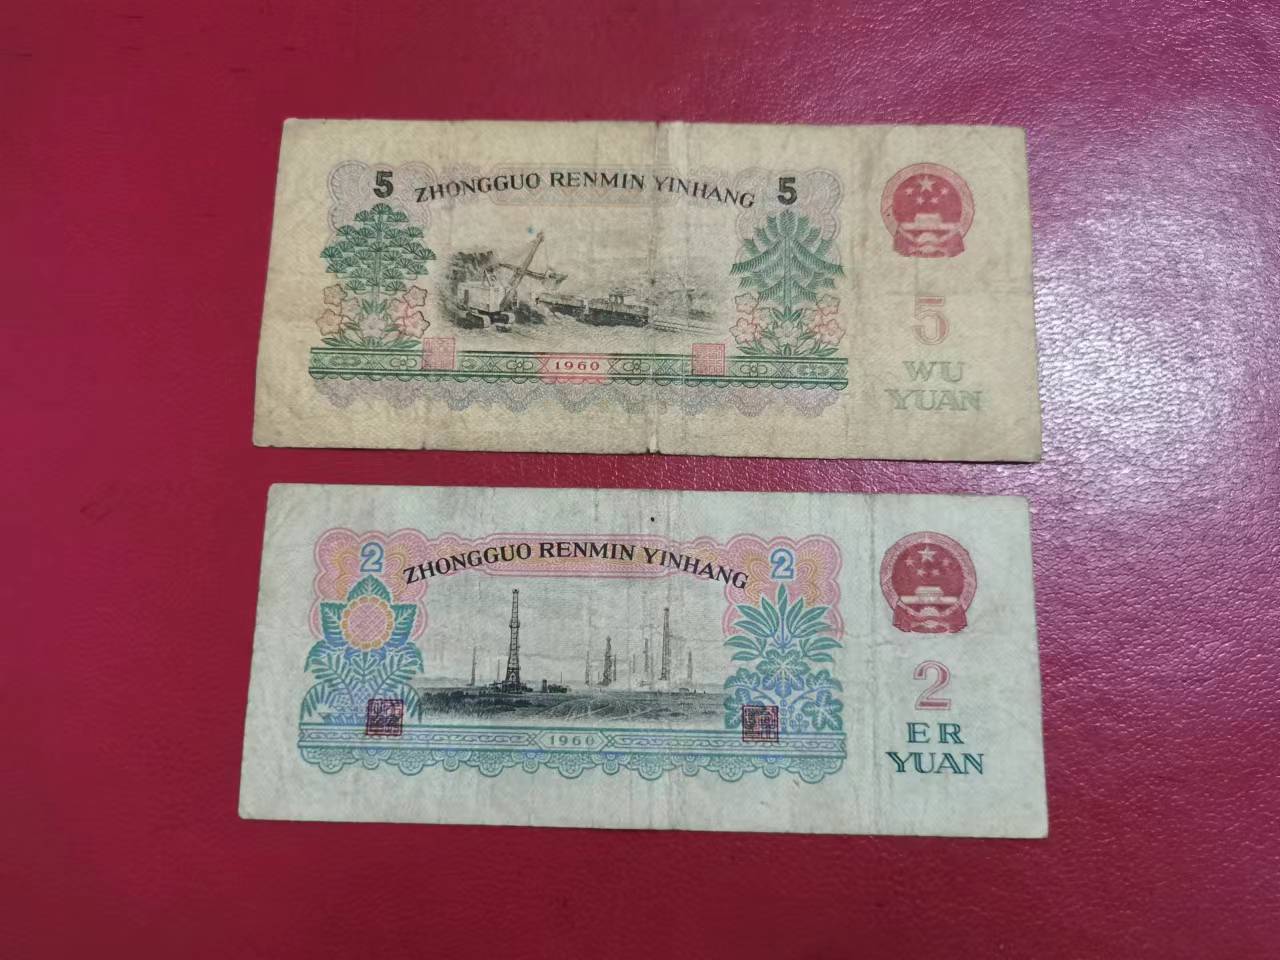 5 ZHONGGUO RENMIN YINHANG 5
5
WU
YUAN
1960
2 ZHONGGUO RENMIN YINHANG 2
2
ER
YUAN
1960